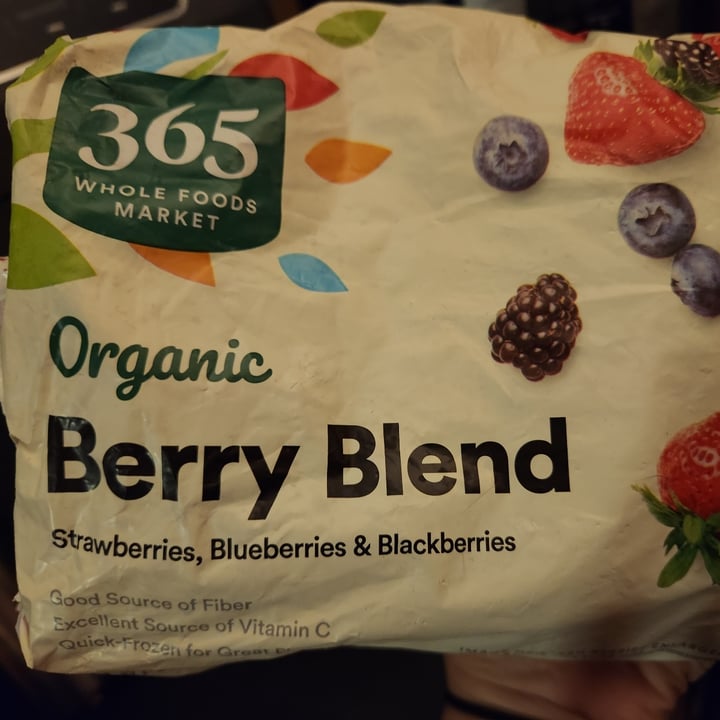 365
WHOLE FOODS
MARKET
Organic
Berry Blend
Strawberries, Blueberries & Blackberries
Good Source of Fiber
Excellent Source of Vitamin C
Quick-Frozen for Great